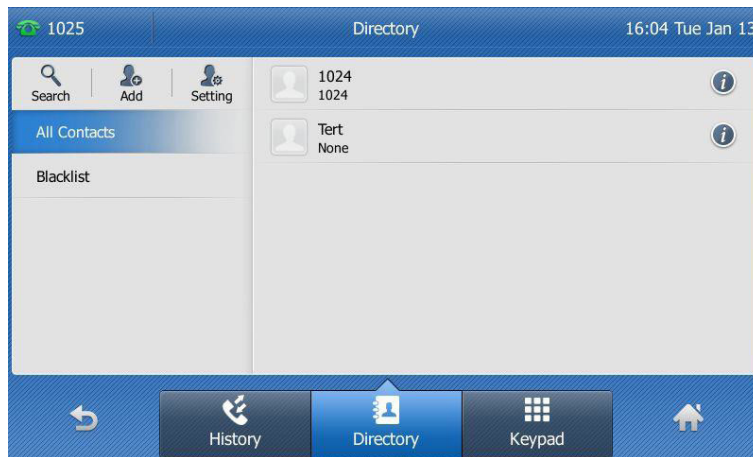 1025
Directory
16:04 Tue Jan 13
Search
Add
Setting
All Contacts
Blacklist
1024
1024
Tert
None
History
Directory
Keypad